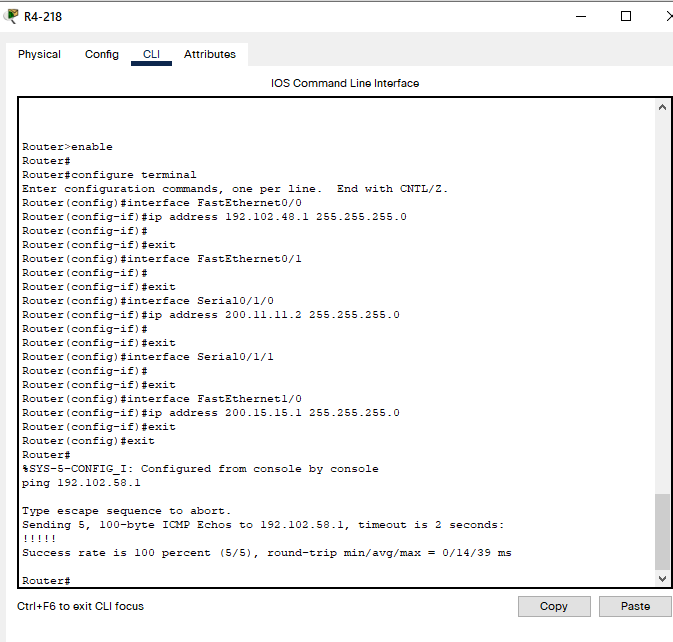 R4-218
Physical Config CLI Attributes
IOS Command Line Interface
Router>enable
Router#
Router#configure terminal
Enter configuration commands, one per line.  End with CNTL/Z.
Router(config)#interface FastEthernet0/0
Router(config-if)#ip address 192.102.48.1 255.255.255.0
Router(config-if)#
Router(config-if)#exit
Router(config)#interface FastEthernet0/1
Router(config-if)#
Router(config-if)#exit
Router(config)#interface Serial0/1/0
Router(config-if)#ip address 200.11.11.2 255.255.255.0
Router(config-if)#
Router(config-if)#exit
Router(config)#interface Serial0/1/1
Router(config-if)#
Router(config-if)#exit
Router(config)#interface FastEthernet1/0
Router(config-if)#ip address 200.15.15.1 255.255.255.0
Router(config-if)#exit
Router(config)#exit
Router#
%SYS-5-CONFIG_I: Configured from console by console
ping 192.102.58.1
Type escape sequence to abort.
Sending 5, 100-byte ICMP Echos to 192.102.58.1, timeout is 2 seconds:
!!!!!
Success rate is 100 percent (5/5), round-trip min/avg/max = 0/14/39 ms
Router#
Ctrl+F6 to exit CLI focus
Copy Paste